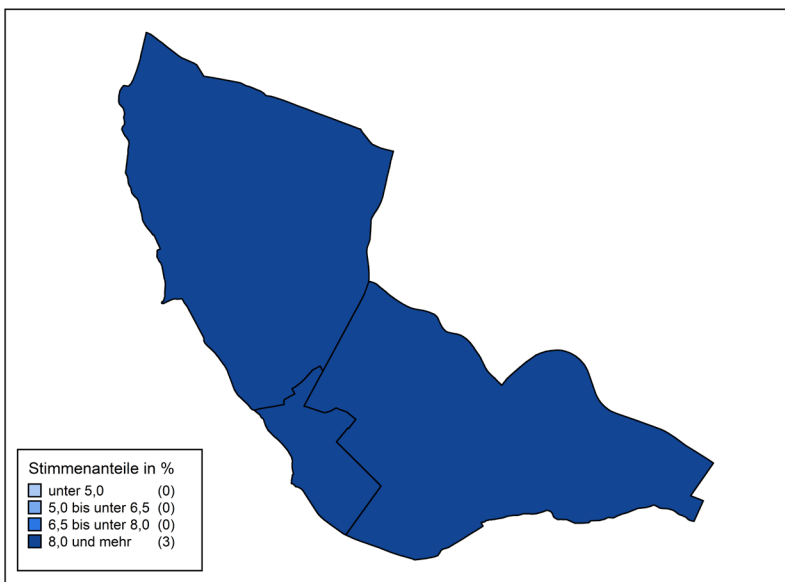 Stimmenanteile in %
unter 5,0 (0)
5,0 bis unter 6,5 (0)
6,5 bis unter 8,0 (0)
8,0 und mehr (3)